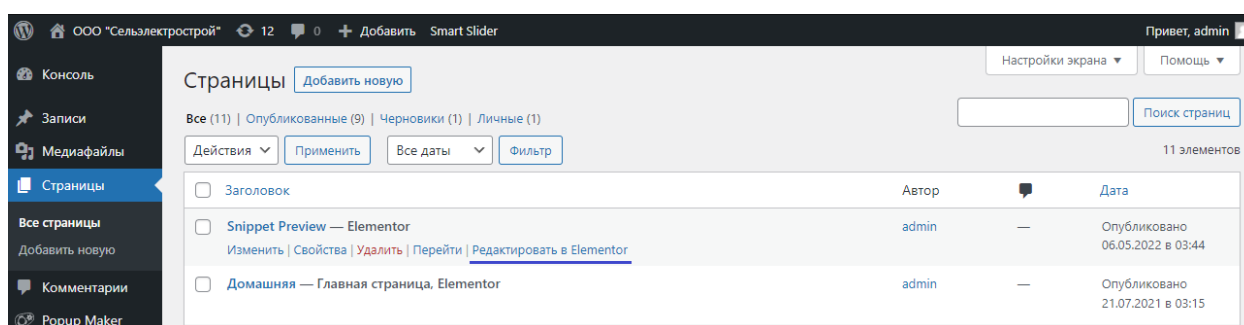 ООО "Сельэлектрострой" 12 0 + Добавить Smart Slider Привет, admin
Консоль
Записи
Медиафайлы
Страницы
Все страницы
Добавить новую
Комментарии
Popup Maker
Настройки экрана ▼ Помощь ▼
Страницы Добавить новую
Все (11) | Опубликованные (9) | Черновики (1) | Личные (1)
Поиск страниц
Действия Применить Все даты Фильтр
11 элементов
Заголовок Автор Дата
Snippet Preview — Elementor admin — Опубликовано
Изменить | Свойства | Удалить | Перейти | Редактировать в Elementor 06.05.2022 в 03:44
Домашняя — Главная страница, Elementor admin — Опубликовано
21.07.2021 в 03:15